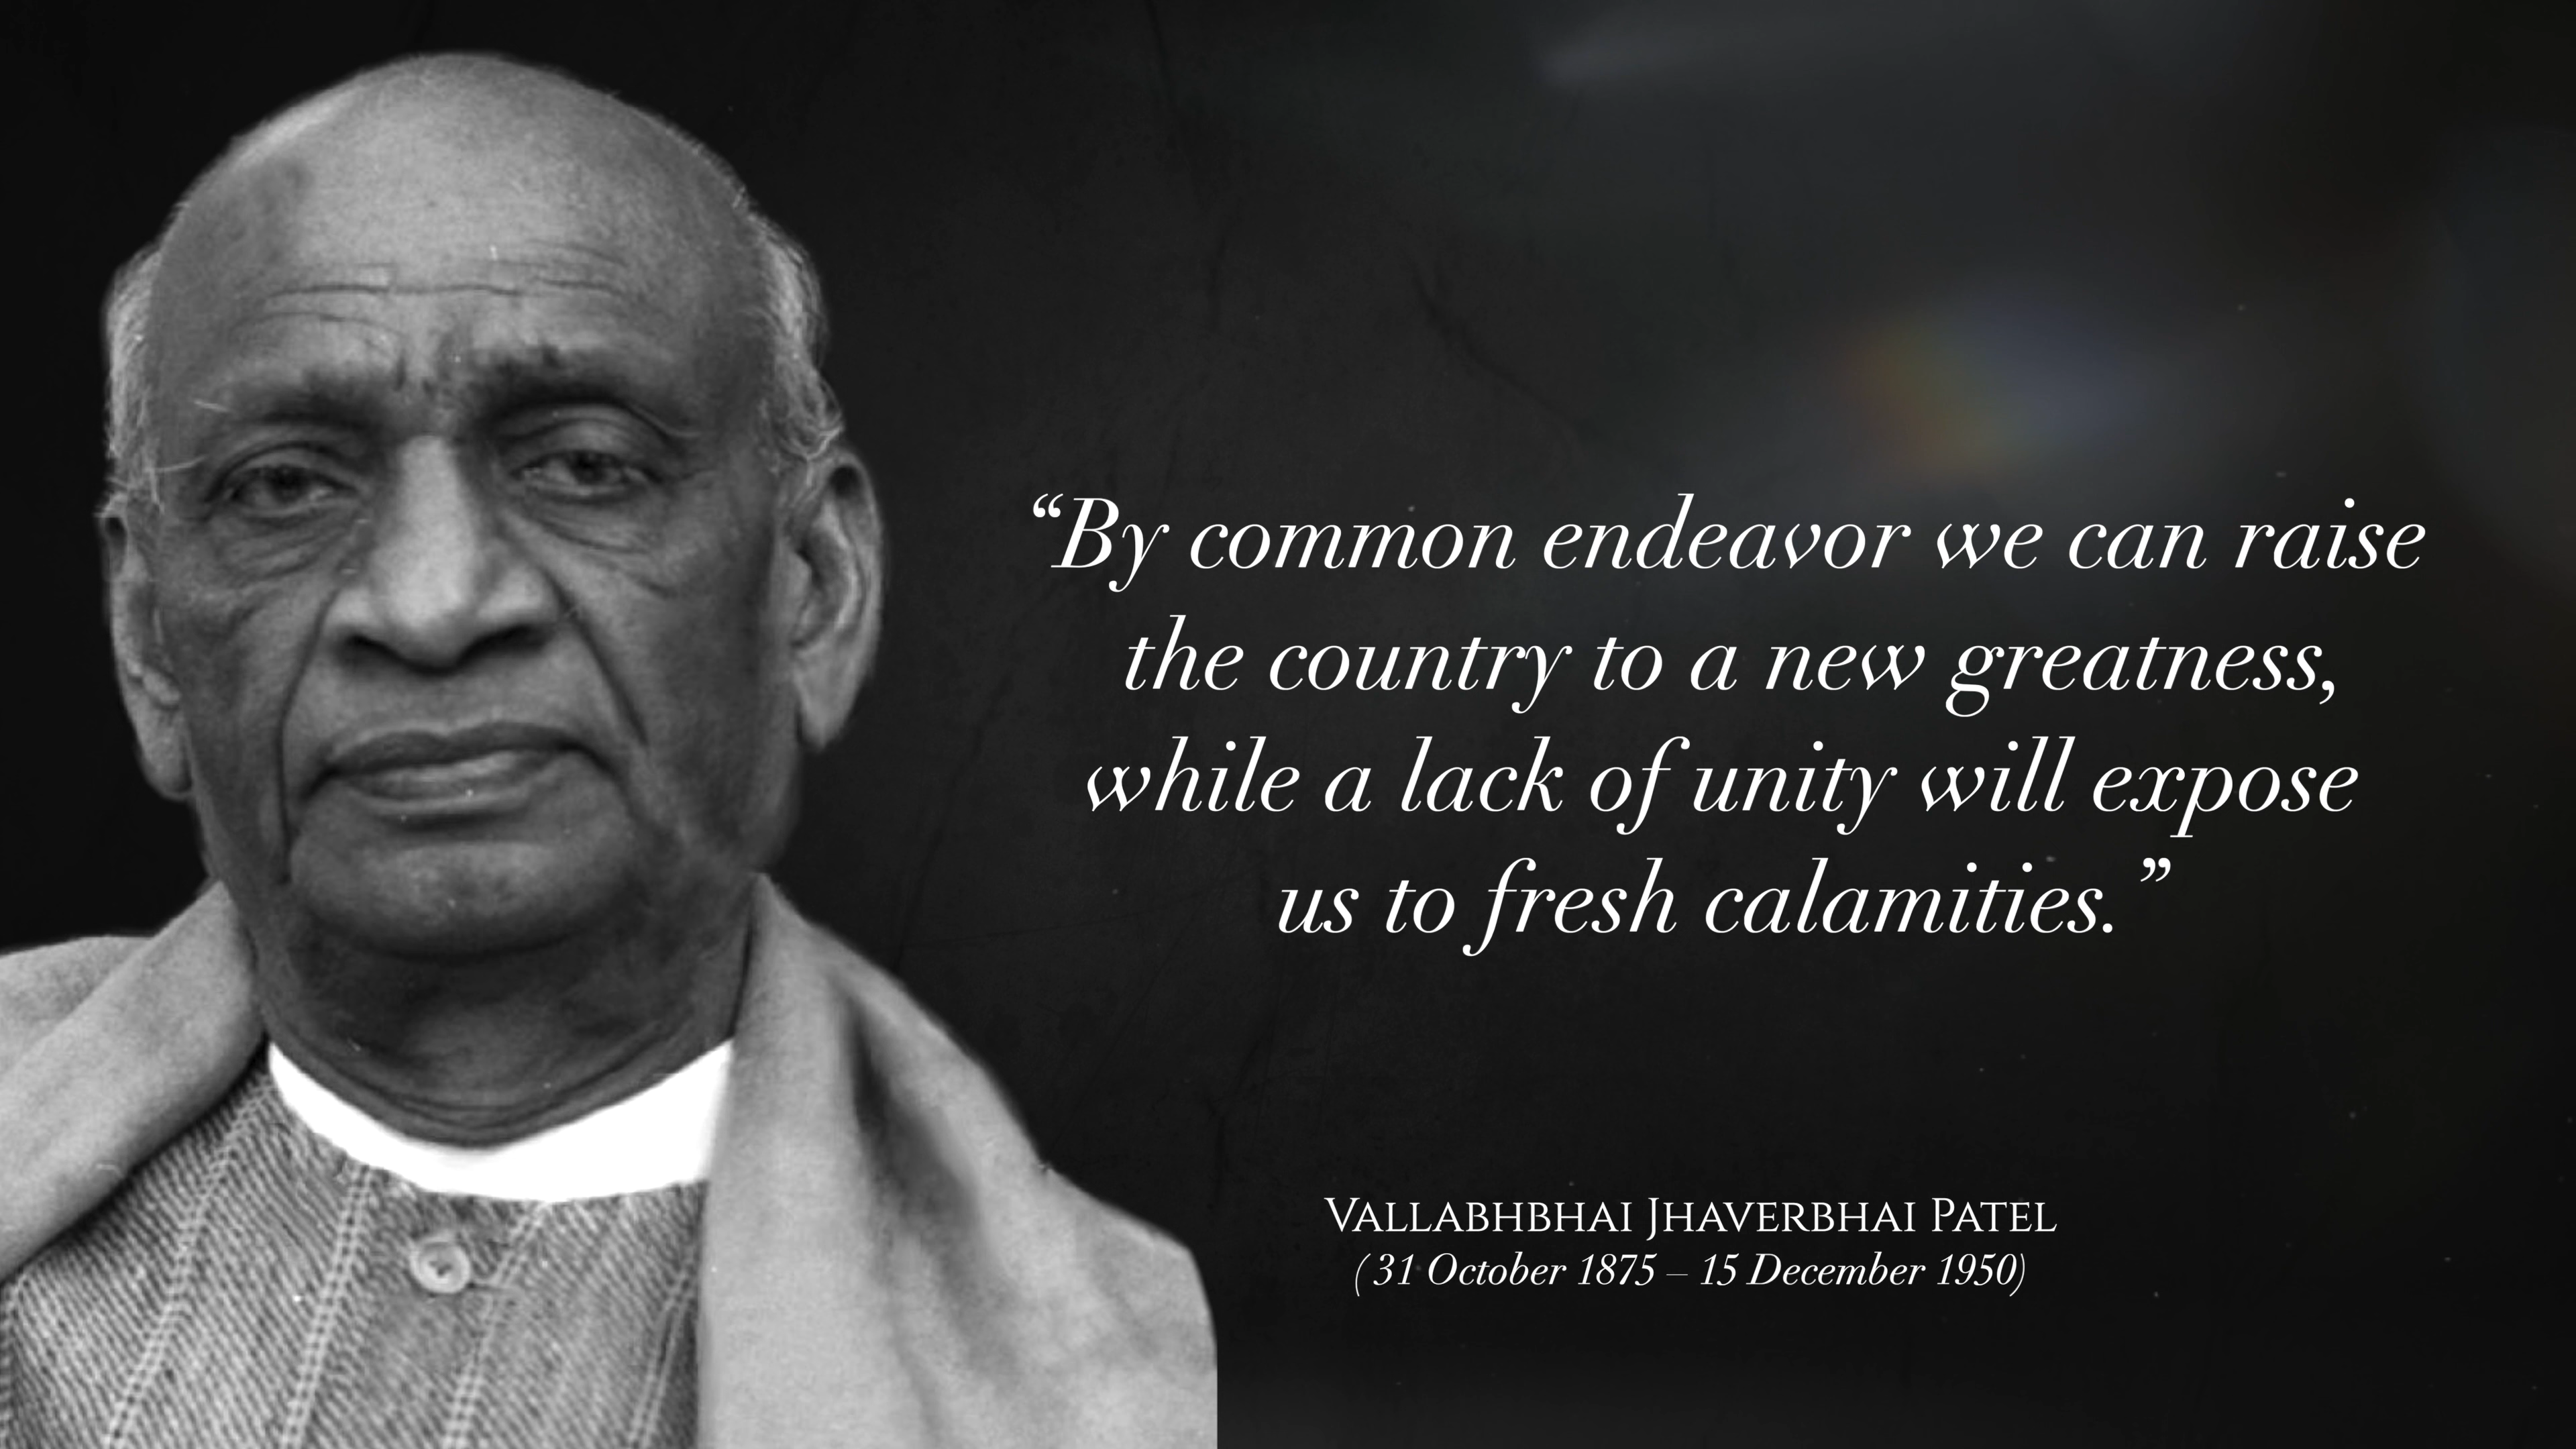 “By common endeavor we can raise
the country to a new greatness,
while a lack of unity will expose
us to fresh calamities.”
Vallabhbhai Jhaverbhai Patel
( 31 October 1875 – 15 December 1950)